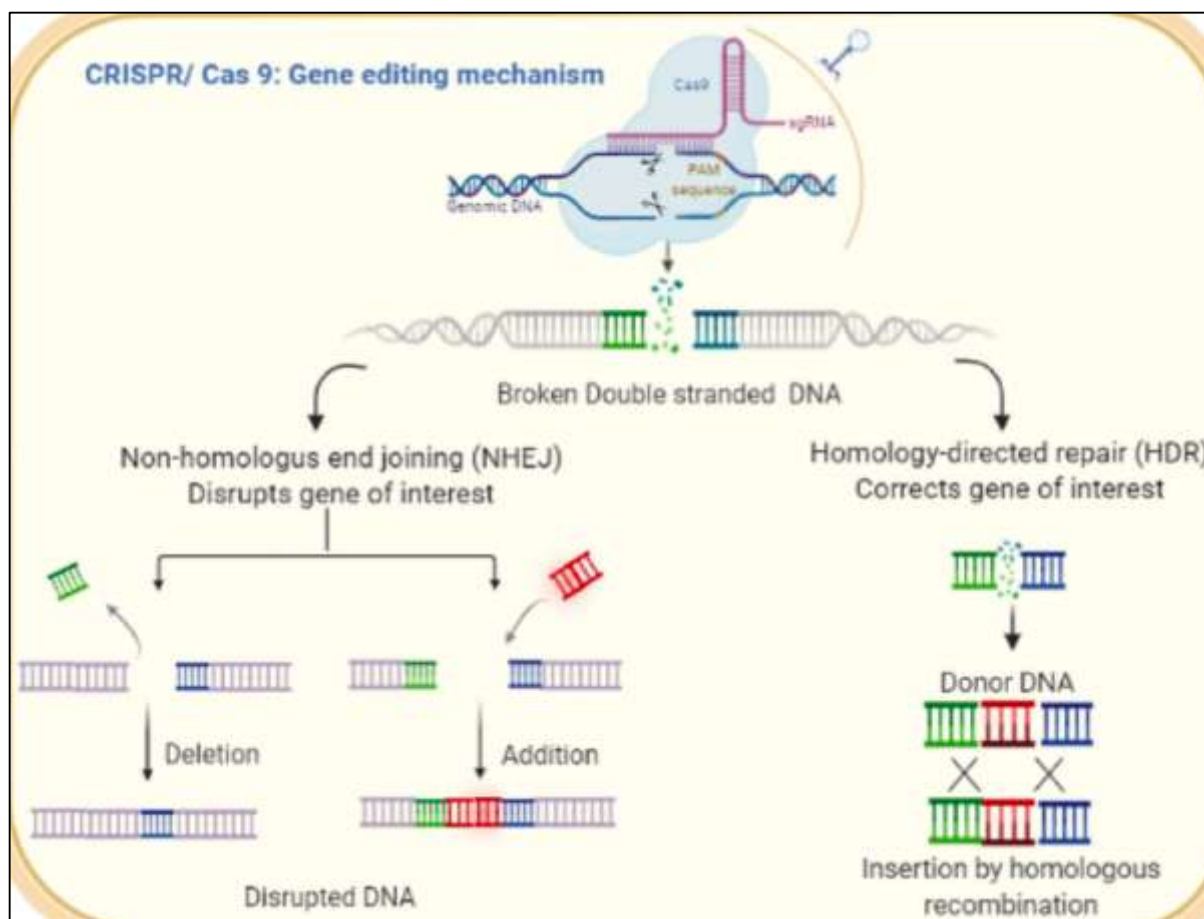 CRISPR/ Cas 9: Gene editing mechanism
Cas9
sgRNA
PAM
sequence
Genomic DNA
Broken Double stranded DNA
Non-homologus end joining (NHEJ)
Disrupts gene of interest
Homology-directed repair (HDR)
Corrects gene of interest
Donor DNA
Deletion
Addition
Insertion by homologous
recombination
Disrupted DNA